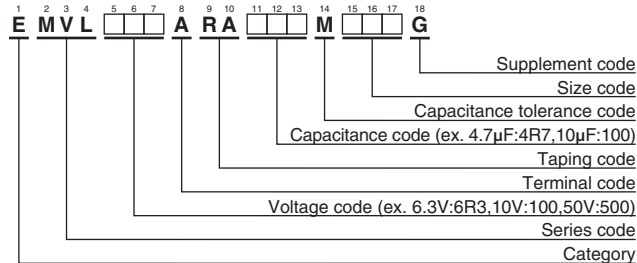 1 2 3 4 5 6 7 8 9 10 11 12 13 14 15 16 17 18
E MVL A RA M G
Supplement code
Size code
Capacitance tolerance code
Capacitance code (ex. 4.7μF:4R7,10μF:100)
Taping code
Terminal code
Voltage code (ex. 6.3V:6R3,10V:100,50V:500)
Series code
Category